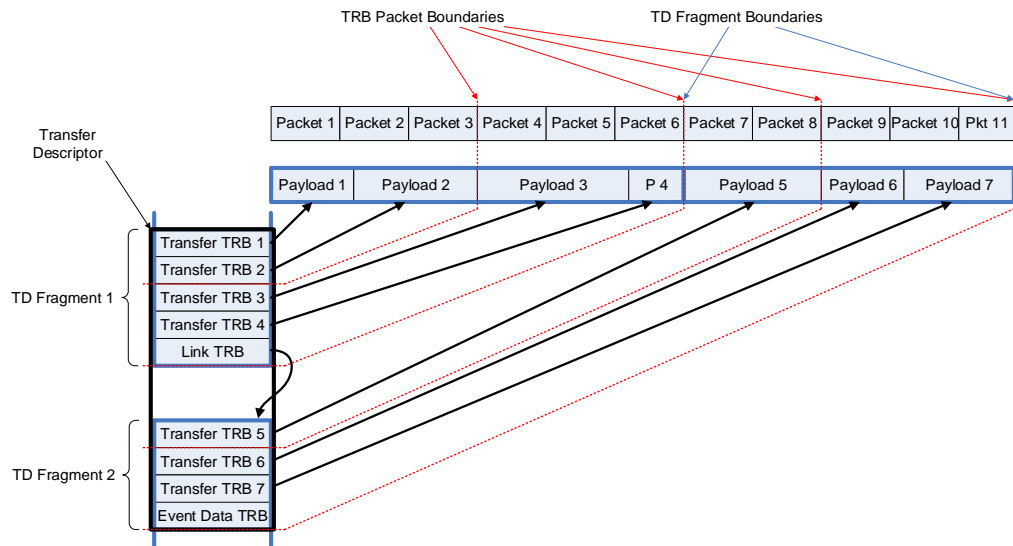 TRB Packet Boundaries
TD Fragment Boundaries
Packet 1
Packet 2
Packet 3
Packet 4
Packet 5
Packet 6
Packet 7
Packet 8
Packet 9
Packet 10
Pkt 11
Transfer
Descriptor
Payload 1
Payload 2
Payload 3
P 4
Payload 5
Payload 6
Payload 7
TD Fragment 1
Transfer TRB 1
Transfer TRB 2
Transfer TRB 3
Transfer TRB 4
Link TRB
TD Fragment 2
Transfer TRB 5
Transfer TRB 6
Transfer TRB 7
Event Data TRB